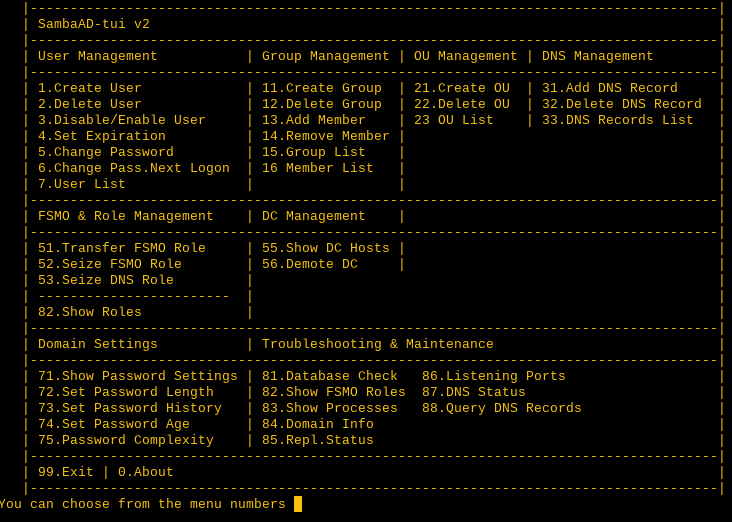 |--------------------------------------------------------------------------------------|
| SambaAD-tui v2                                                                       |
|--------------------------------------------------------------------------------------|
| User Management           | Group Management | OU Management | DNS Management        |
|--------------------------------------------------------------------------------------|
| 1.Create User             | 11.Create Group  | 21.Create OU  | 31.Add DNS Record     |
| 2.Delete User             | 12.Delete Group  | 22.Delete OU  | 32.Delete DNS Record  |
| 3.Disable/Enable User     | 13.Add Member    | 23 OU List    | 33.DNS Records List   |
| 4.Set Expiration          | 14.Remove Member |                                       |
| 5.Change Password         | 15.Group List    |                                       |
| 6.Change Pass.Next Logon  | 16 Member List   |                                       |
| 7.User List               |                  |                                       |
|--------------------------------------------------------------------------------------|
| FSMO & Role Management    | DC Management    |                                       |
|--------------------------------------------------------------------------------------|
| 51.Transfer FSMO Role     | 55.Show DC Hosts |                                       |
| 52.Seize FSMO Role        | 56.Demote DC     |                                       |
| 53.Seize DNS Role         |                                                          |
| ------------------------  |                                                          |
| 82.Show Roles             |                                                          |
|--------------------------------------------------------------------------------------|
| Domain Settings           | Troubleshooting & Maintenance                            |
|--------------------------------------------------------------------------------------|
| 71.Show Password Settings | 81.Database Check   86.Listening Ports                   |
| 72.Set Password Length    | 82.Show FSMO Roles  87.DNS Status                        |
| 73.Set Password History   | 83.Show Processes   88.Query DNS Records                 |
| 74.Set Password Age       | 84.Domain Info                                           |
| 75.Password Complexity    | 85.Repl.Status                                           |
|--------------------------------------------------------------------------------------|
| 99.Exit | 0.About                                                                    |
|--------------------------------------------------------------------------------------|
You can choose from the menu numbers